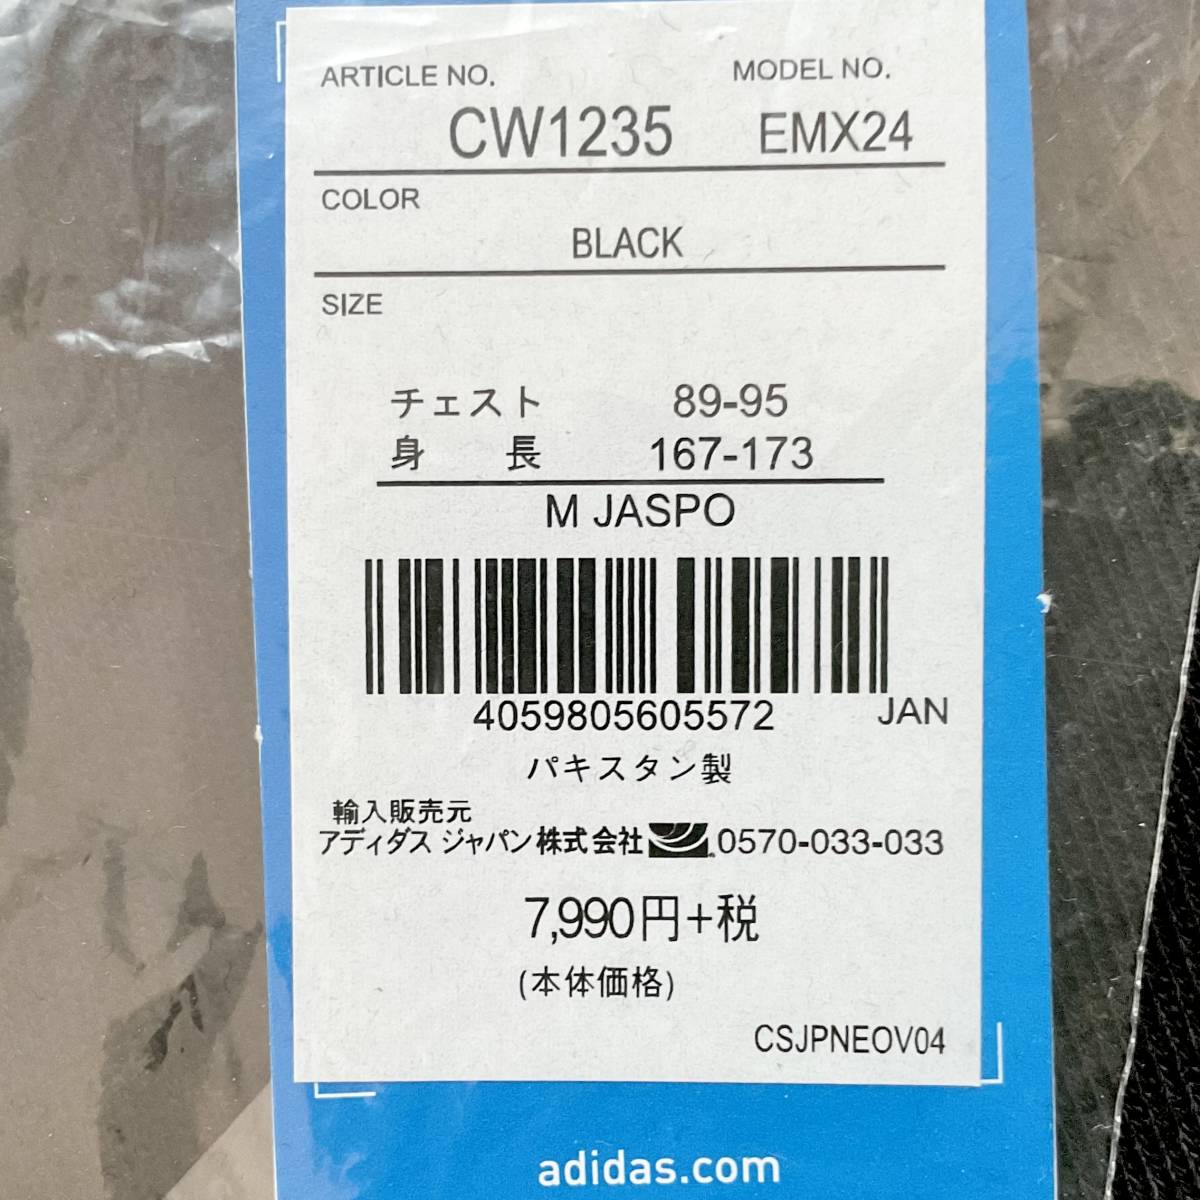 ARTICLE NO. MODEL NO.
CW1235 EMX24
COLOR
BLACK
SIZE
チェスト 89-95
身長 167-173
M JASPO
4059805605572 JAN
パキスタン製
輸入販売元
アディダス ジャパン株式会社 0570-033-033
7,990円+税
(本体価格)
CSJPNEOV04
adidas.com